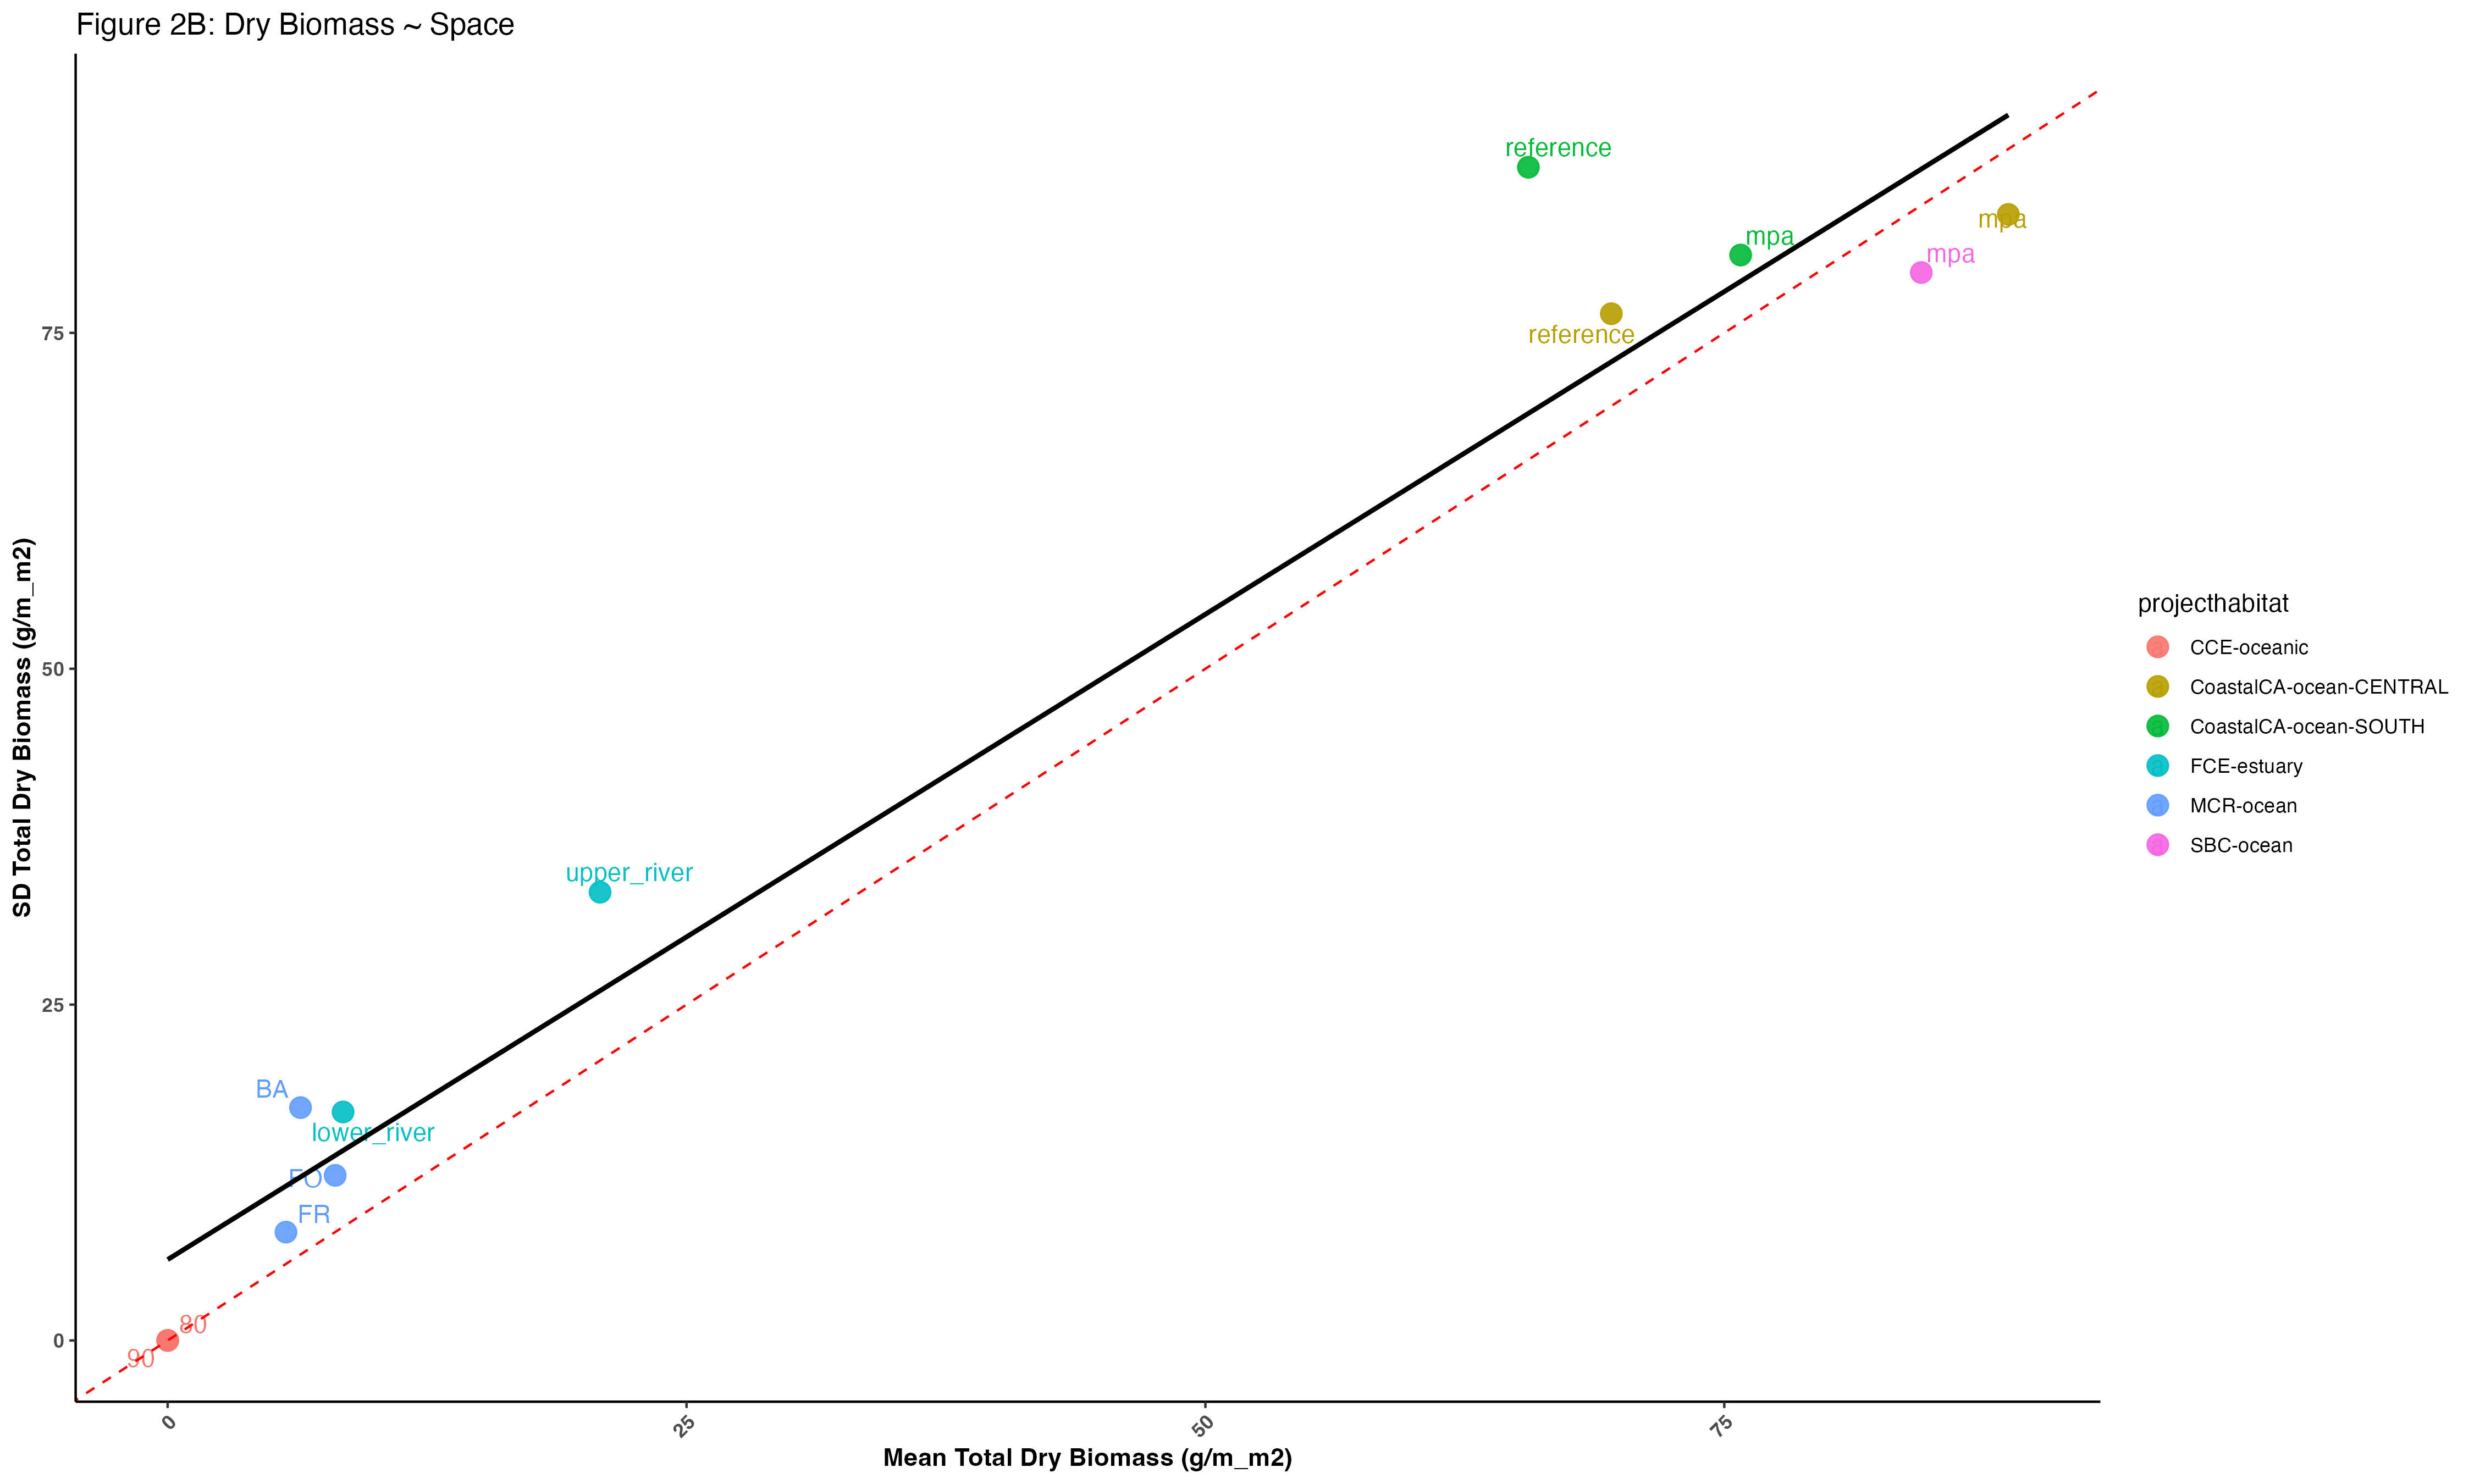 Figure 2B: Dry Biomass ~ Space
SD Total Dry Biomass (g/m_m2)
75
50
25
0
reference
mpa
mpa
mpa
reference
upper_river
BA
lower_river
FO
FR
80
90
0
25
50
75
Mean Total Dry Biomass (g/m_m2)
projecthabitat
CCE-oceanic
CoastalCA-ocean-CENTRAL
CoastalCA-ocean-SOUTH
FCE-estuary
MCR-ocean
SBC-ocean